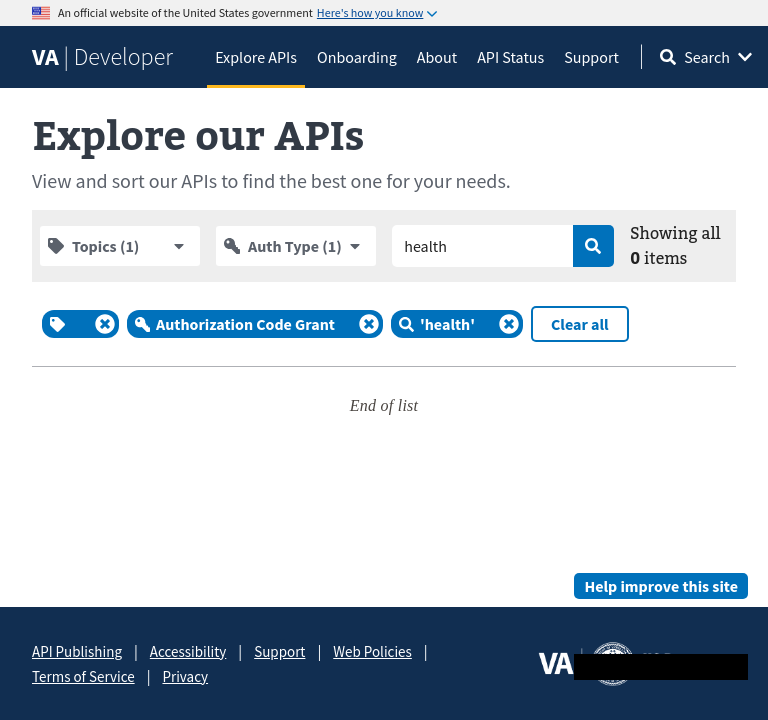 An official website of the United States government Here's how you know
VA | Developer
Explore APIs
Onboarding
About
API Status
Support
Search
Explore our APIs
View and sort our APIs to find the best one for your needs.
Topics (1)
Auth Type (1)
health
Showing all
0 items
Authorization Code Grant
'health'
Clear all
End of list
Help improve this site
API Publishing | Accessibility | Support | Web Policies |
Terms of Service | Privacy
VA